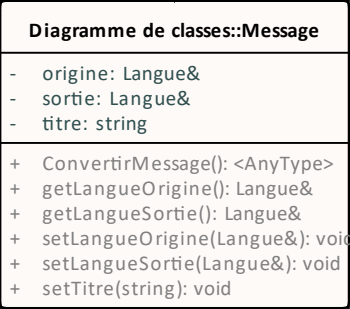 Diagramme de classes::Message
- origine: Langue&
- sortie: Langue&
- titre: string
+ ConvertirMessage(): <AnyType>
+ getLangueOrigine(): Langue&
+ getLangueSortie(): Langue&
+ setLangueOrigine(Langue&): void
+ setLangueSortie(Langue&): void
+ setTitre(string): void